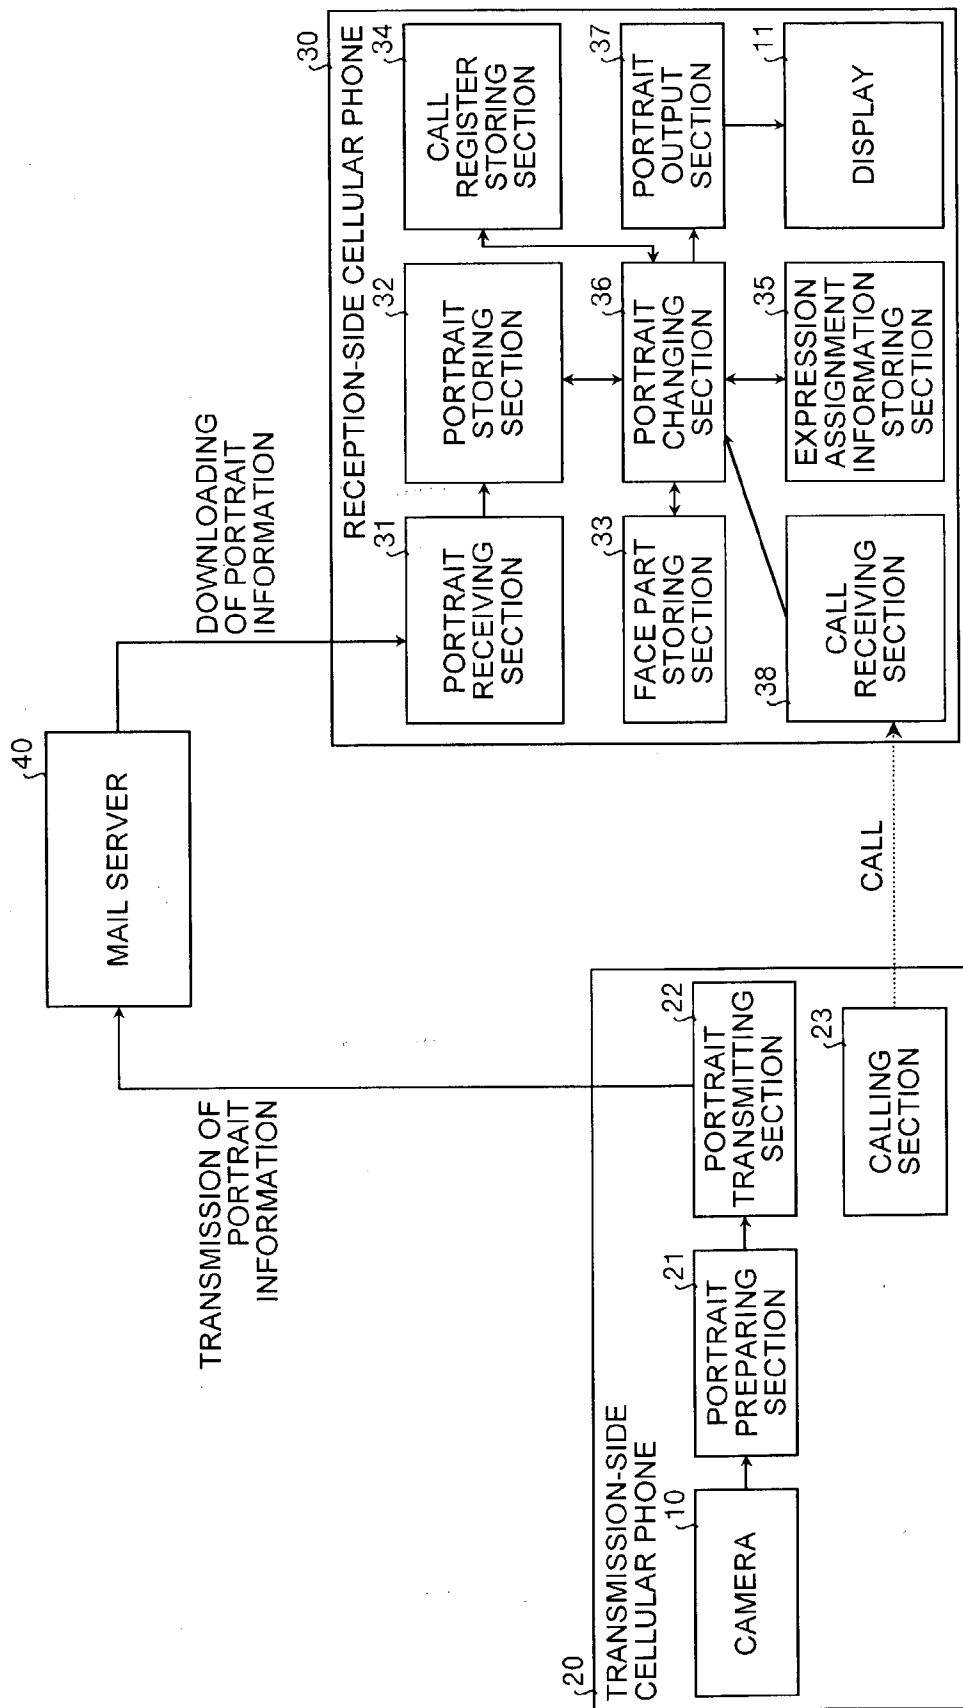 40
MAIL SERVER
TRANSMISSION OF
PORTRAIT
INFORMATION
DOWNLOADING
OF PORTRAIT
INFORMATION
20
TRANSMISSION-SIDE
CELLULAR PHONE
10
CAMERA
21
PORTRAIT
PREPARING
SECTION
22
PORTRAIT
TRANSMITTING
SECTION
23
CALLING
SECTION
CALL
30
RECEPTION-SIDE CELLULAR PHONE
31
PORTRAIT
RECEIVING
SECTION
32
PORTRAIT
STORING
SECTION
34
CALL
REGISTER
STORING
SECTION
33
FACE PART
STORING
SECTION
36
PORTRAIT
CHANGING
SECTION
37
PORTRAIT
OUTPUT
SECTION
38
CALL
RECEIVING
SECTION
35
EXPRESSION
ASSIGNMENT
INFORMATION
STORING
SECTION
11
DISPLAY